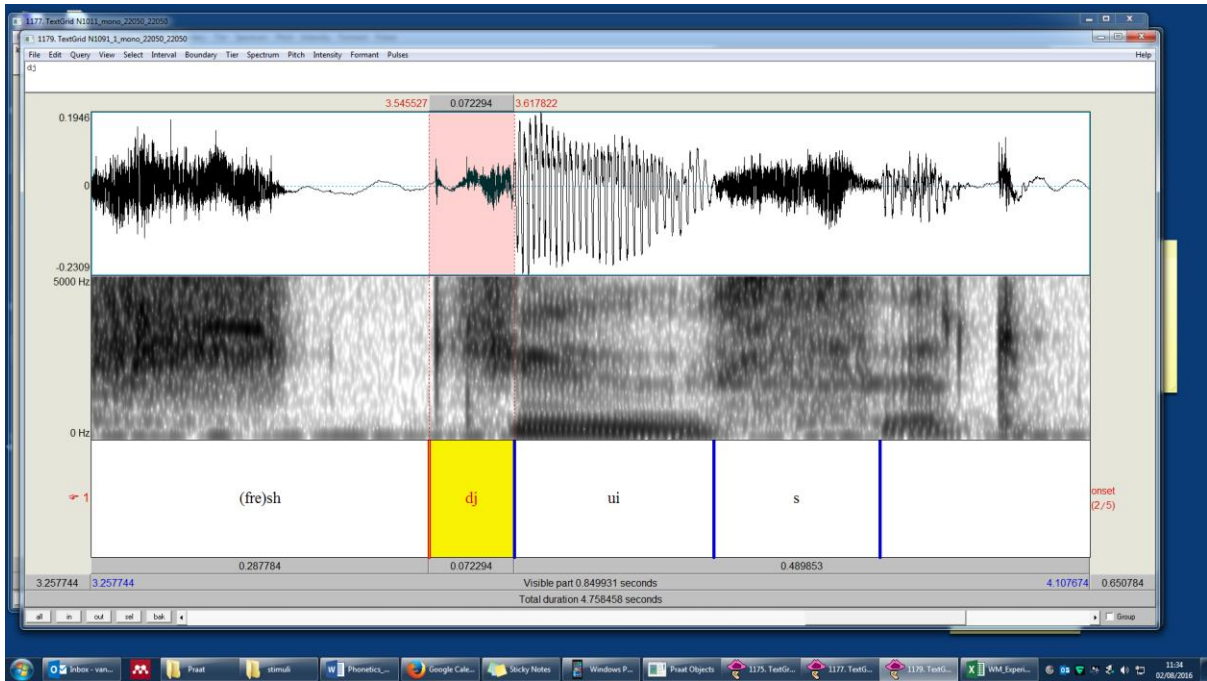 1177. TextGrid N1011_mono_22050_22050
1179. TextGrid N1091_1_mono_22050_22050
File Edit Query View Select Interval Boundary Tier Spectrum Pitch Intensity Formant Pulses Help
dj
3.545527 0.072294 3.617822
0.1946
0
-0.2309
5000 Hz
0 Hz
☞ 1 (fre)sh dj ui s onset
(2/5)
0.287784 0.072294 0.489853
3.257744 3.257744 Visible part 0.849931 seconds 4.107674 0.650784
Total duration 4.758458 seconds
all in out sel bak Group
Inbox - van... Praat stimuli Phonetics_... Google Cale... Sticky Notes Windows P... Praat Objects 1175. TextGr... 1177. TextG... 1179. TextG... WM_Experi... 11:34
02/08/2016